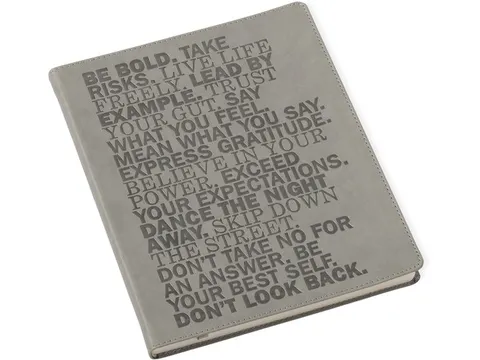 BE BOLD. TAKE
RISKS. LIVE LIFE
FREELY. LEAD BY
EXAMPLE. TRUST
YOUR GUT. SAY
WHAT YOU FEEL.
MEAN WHAT YOU SAY.
EXPRESS GRATITUDE.
BELIEVE IN YOUR
POWER. EXCEED
YOUR EXPECTATIONS.
DANCE THE NIGHT
AWAY. SKIP DOWN
THE STREET.
DON'T TAKE NO FOR
AN ANSWER. BE
YOUR BEST SELF.
DON'T LOOK BACK.